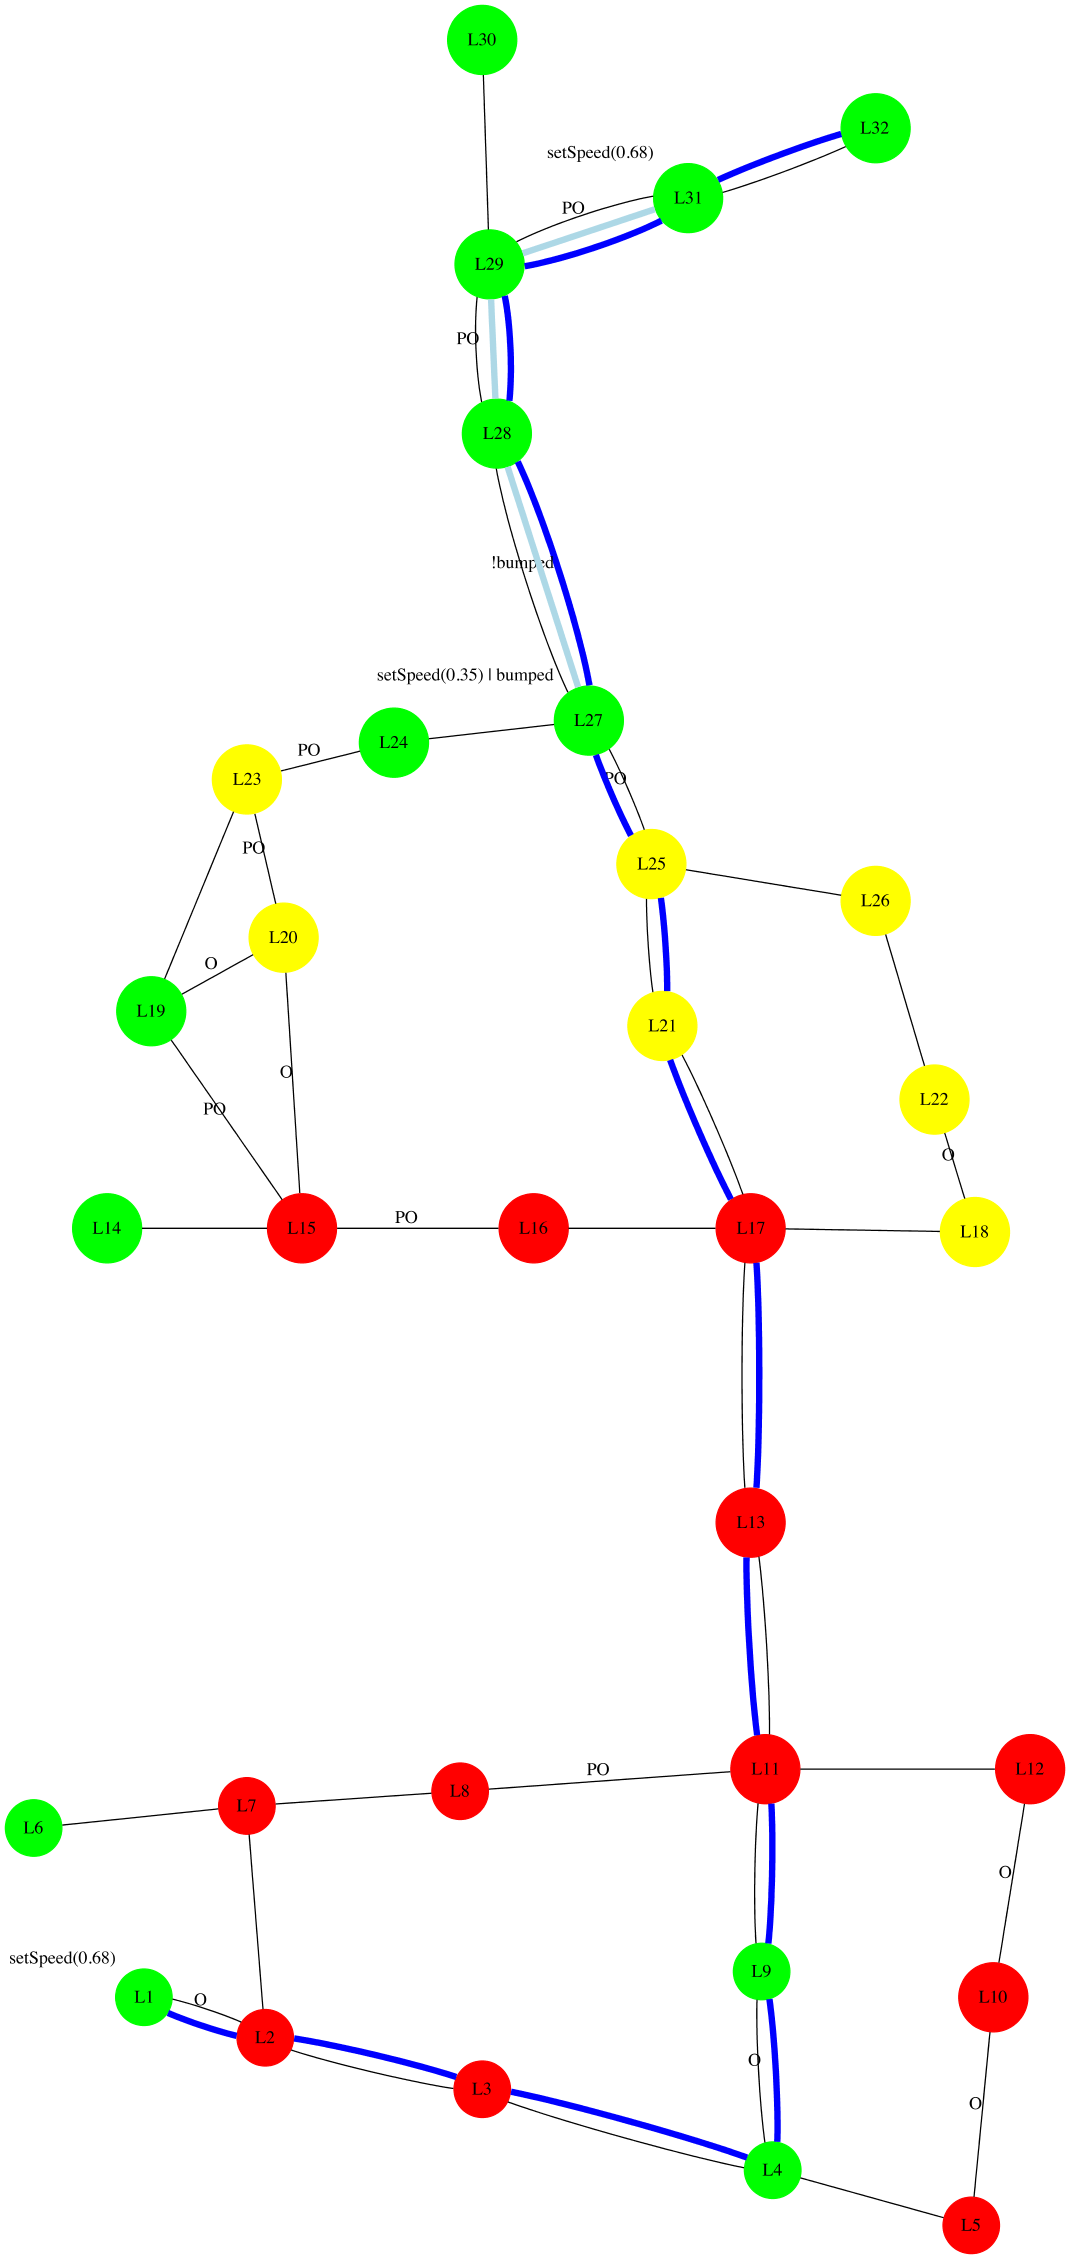 L30
L32
setSpeed(0.68)
L31
PO
L29
PO
L28
!bumped
setSpeed(0.35) | bumped
L27
L24
PO
L23
PO
PO
L25
L26
L20
O
L19
L21
O
L22
PO
O
L14
L15
PO
L16
L17
L18
L13
L11
L12
PO
L8
L7
L6
O
setSpeed(0.68)
L9
L1
O
L10
L2
O
L3
O
L4
L5